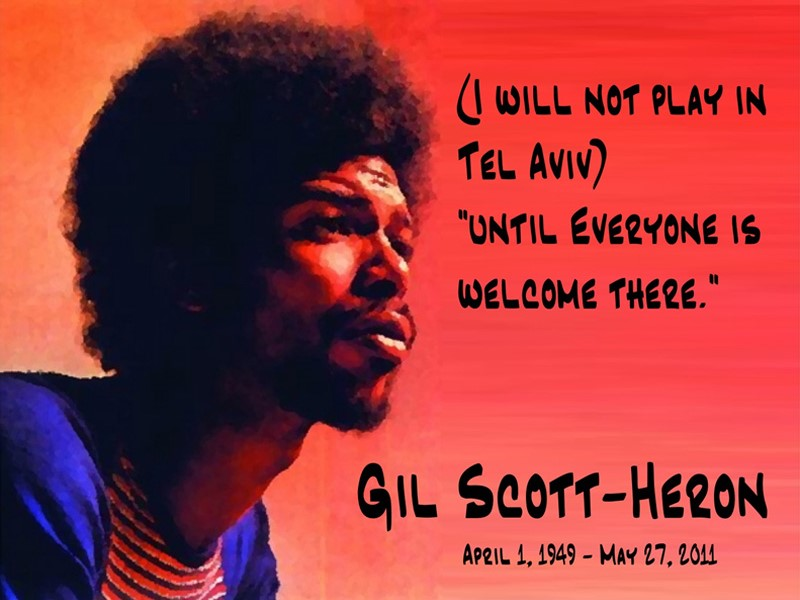 (I will not play in
Tel Aviv)
"until Everyone is
welcome there."
Gil Scott-Heron
April 1, 1949 - May 27, 2011